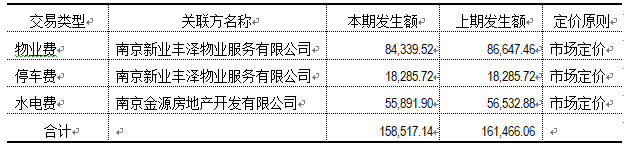 交易类型 关联方名称 本期发生额 上期发生额 定价原则
物业费 南京新业丰泽物业服务有限公司 84,339.52 86,647.46 市场定价
停车费 南京新业丰泽物业服务有限公司 18,285.72 18,285.72 市场定价
水电费 南京金源房地产开发有限公司 55,891.90 56,532.88 市场定价
合计 158,517.14 161,466.06